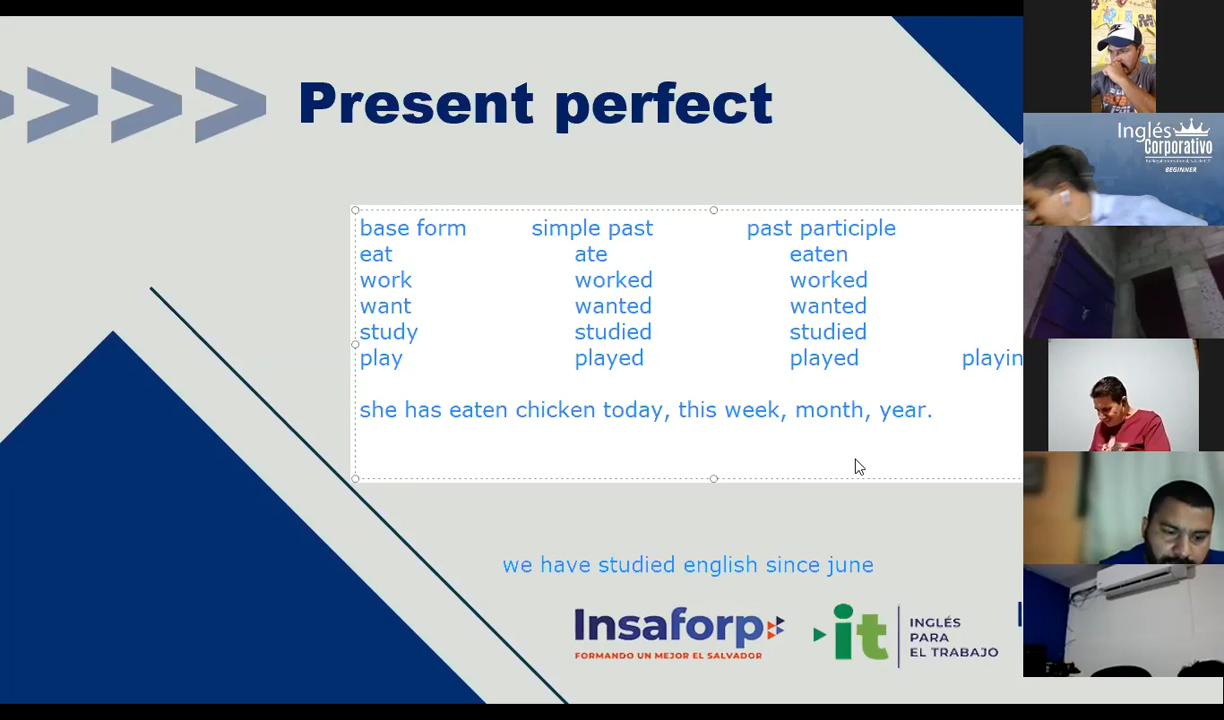 Present perfect
base form simple past past participle
eat ate eaten
work worked worked
want wanted wanted
study studied studied
play played played playin
she has eaten chicken today, this week, month, year.
we have studied english since june
Insaforp
FORMANDO UN MEJOR EL SALVADOR
it
INGLÉS
PARA
EL TRABAJO
Inglés
Corporativo
BEGINNER